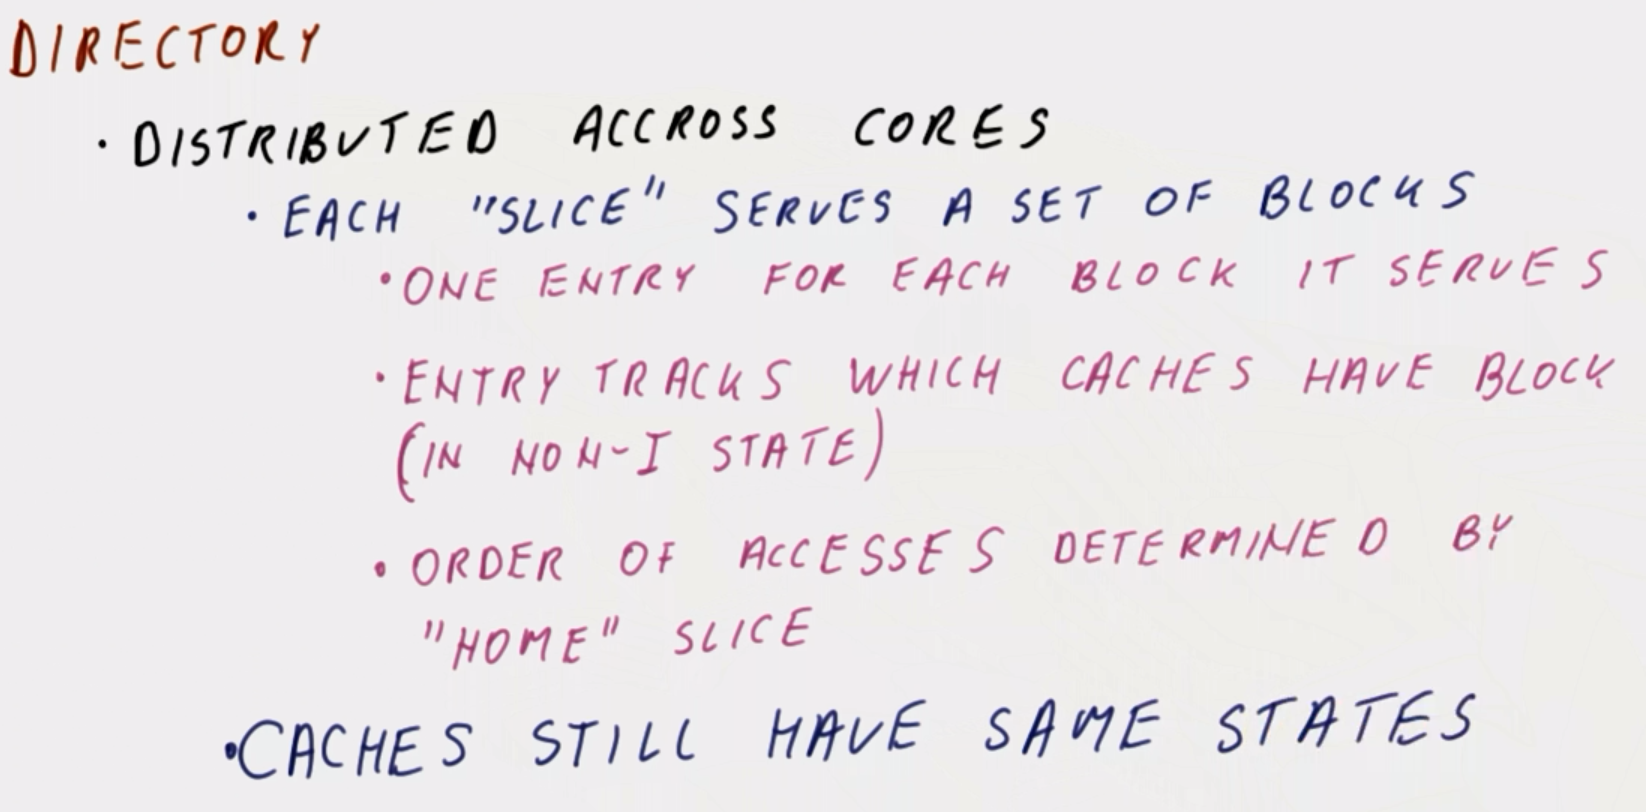 DIRECTORY
• DISTRIBUTED ACCROSS CORES
• EACH "SLICE" SERVES A SET OF BLOCKS
• ONE ENTRY FOR EACH BLOCK IT SERVES
• ENTRY TRACKS WHICH CACHES HAVE BLOCK
(IN NON-I STATE)
• ORDER OF ACCESSES DETERMINED BY
"HOME" SLICE
• CACHES STILL HAVE SAME STATES